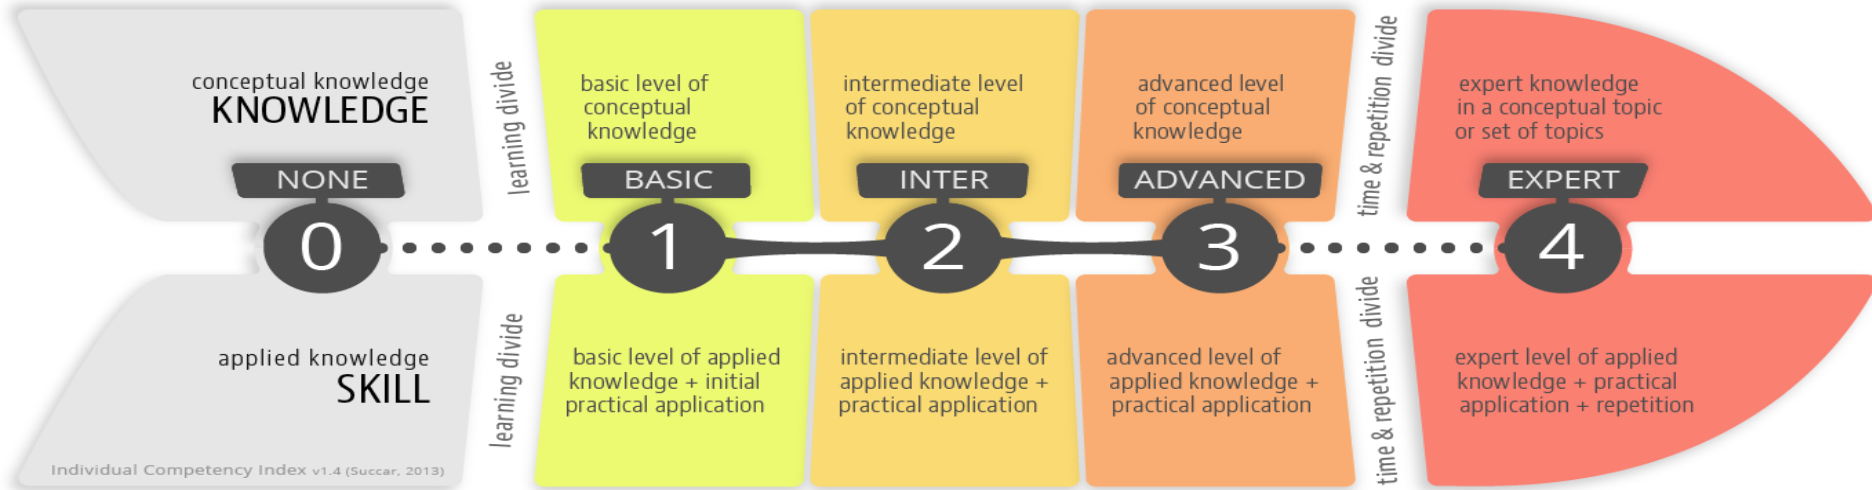 conceptual knowledge
KNOWLEDGE
learning divide
basic level of
conceptual
knowledge
intermediate level
of conceptual
knowledge
advanced level
of conceptual
knowledge
time & repetition divide
expert knowledge
in a conceptual topic
or set of topics
NONE
BASIC
INTER
ADVANCED
EXPERT
0
1
2
3
4
applied knowledge
SKILL
learning divide
basic level of applied
knowledge + initial
practical application
intermediate level of
applied knowledge +
practical application
advanced level of
applied knowledge +
practical application
time & repetition divide
expert level of applied
knowledge + practical
application + repetition
Individual Competency Index v1.4 (Succar, 2013)